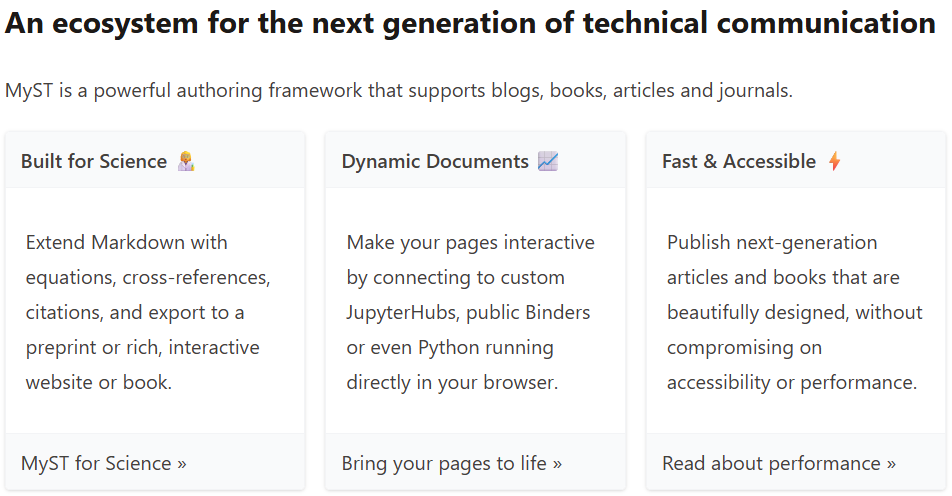 An ecosystem for the next generation of technical communication
MyST is a powerful authoring framework that supports blogs, books, articles and journals.
Built for Science 👩‍🔬
Extend Markdown with
equations, cross-references,
citations, and export to a
preprint or rich, interactive
website or book.
MyST for Science »
Dynamic Documents 📈
Make your pages interactive
by connecting to custom
JupyterHubs, public Binders
or even Python running
directly in your browser.
Bring your pages to life »
Fast & Accessible ⚡
Publish next-generation
articles and books that are
beautifully designed, without
compromising on
accessibility or performance.
Read about performance »